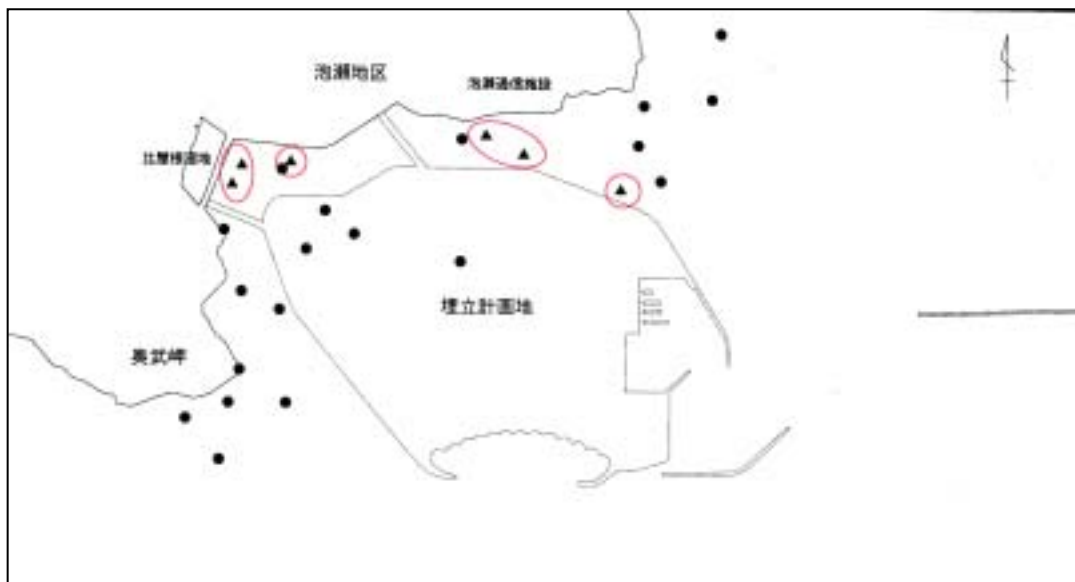 泡瀬地区
泡瀬通信施設
比屋根湿地
埋立計画地
奥武岬